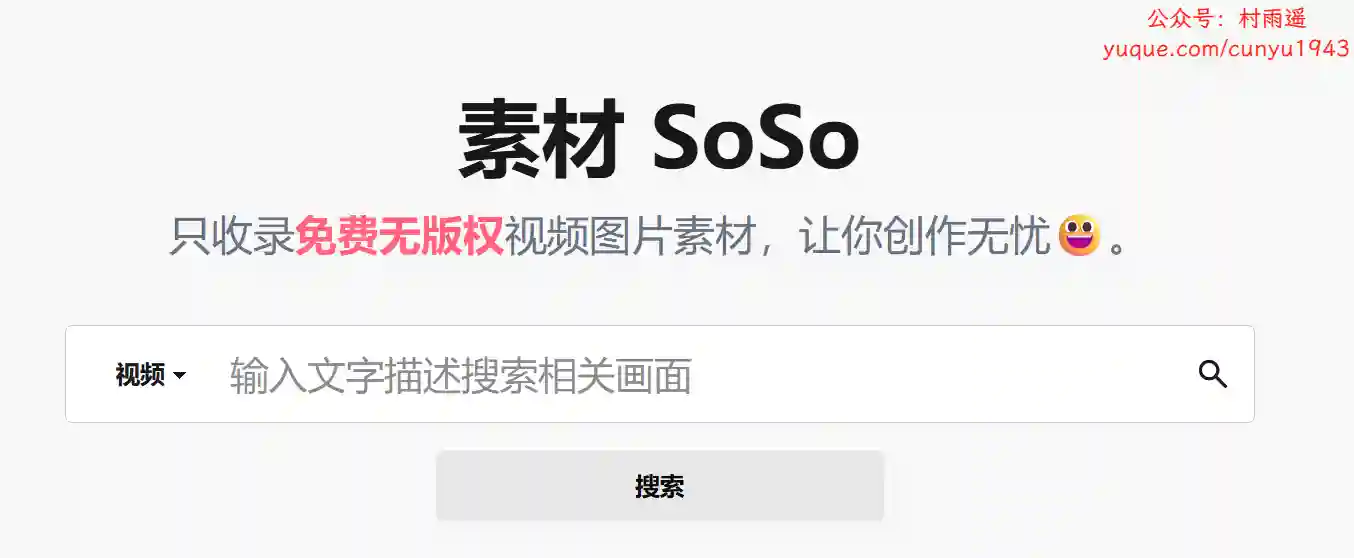 公众号：村雨遥
yuque.com/cunyu1943
素材 SoSo
只收录免费无版权视频图片素材，让你创作无忧😀。
视频 输入文字描述搜索相关画面
搜索